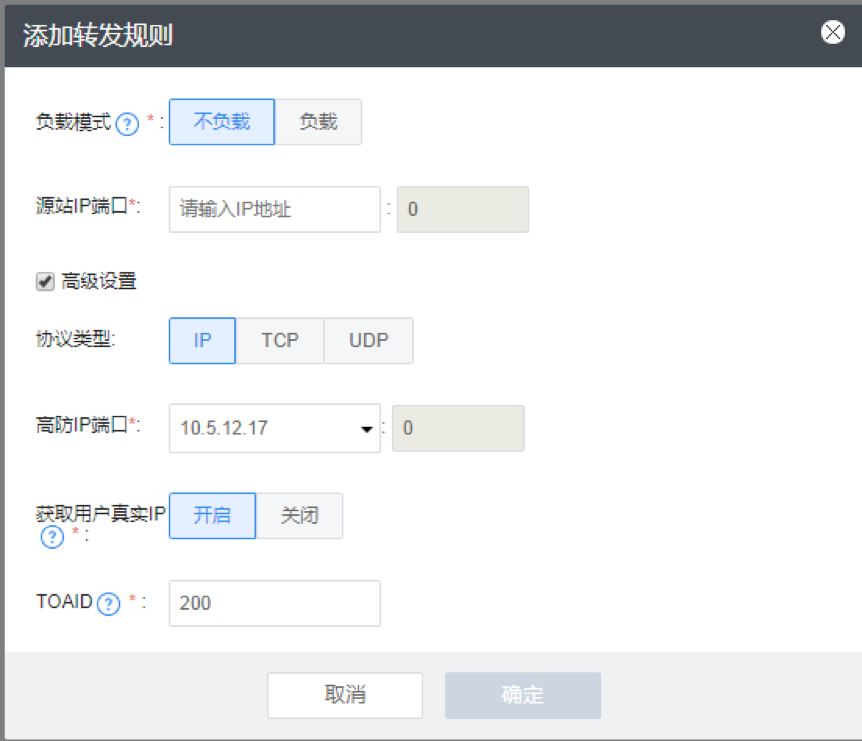 添加转发规则
负载模式 ? * : 不负载 负载
源站IP端口*: 请输入IP地址 : 0
高级设置
协议类型: IP TCP UDP
高防IP端口*: 10.5.12.17 : 0
获取用户真实IP 开启 关闭
? * :
TOAID ? * : 200
取消 确定